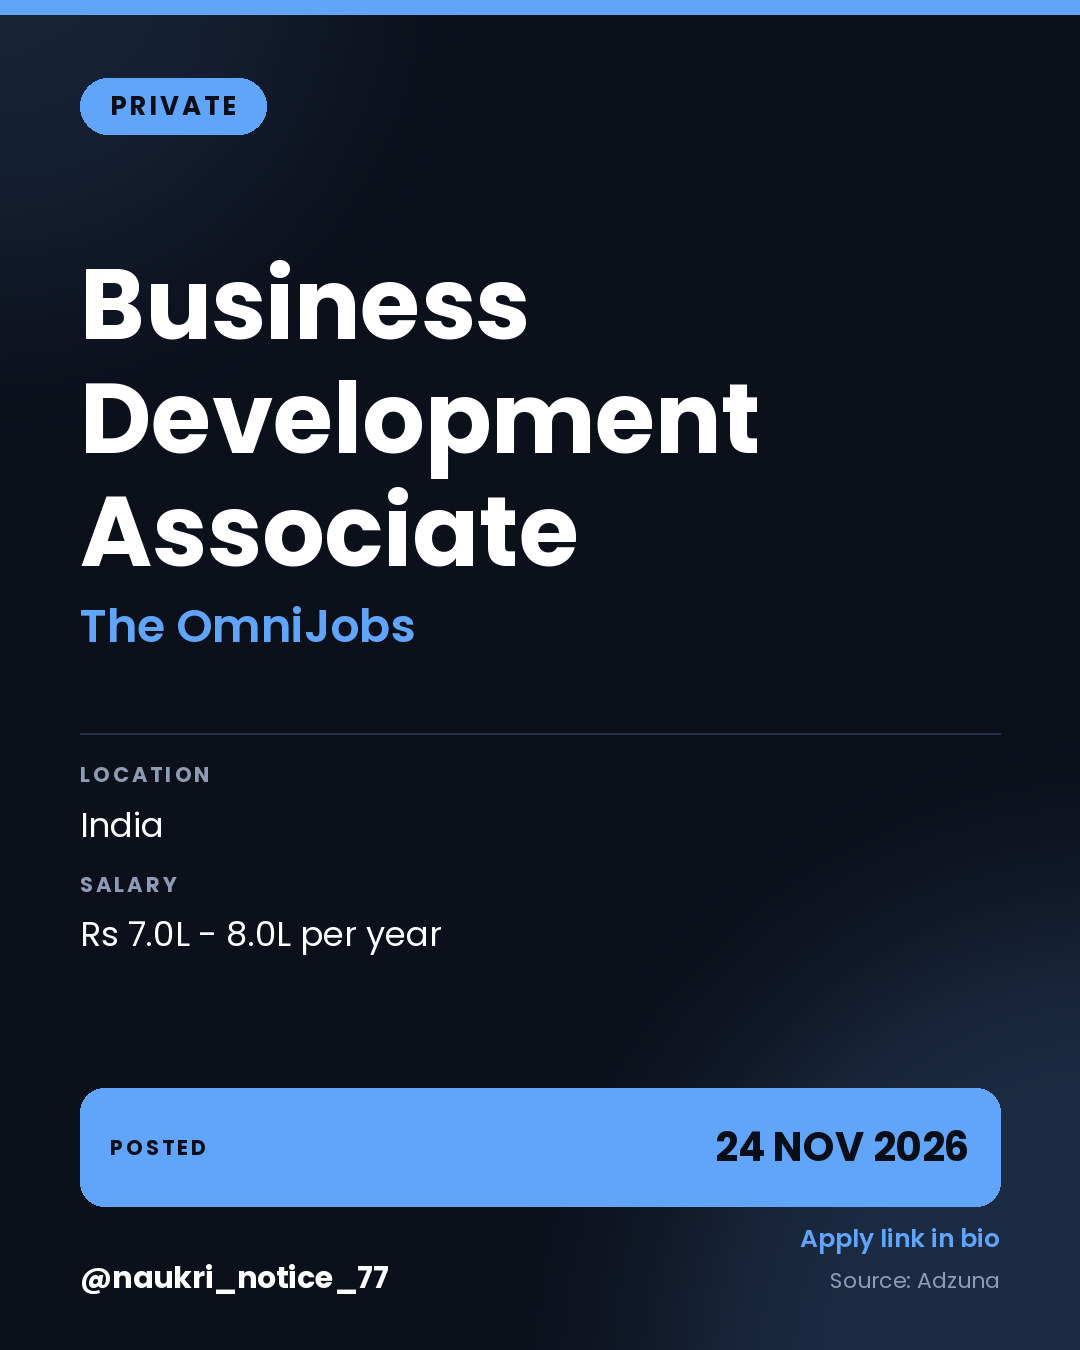 PRIVATE
Business
Development
Associate
The OmniJobs
LOCATION
India
SALARY
Rs 7.0L - 8.0L per year
POSTED
24 NOV 2026
Apply link in bio
@naukri_notice_77
Source: Adzuna